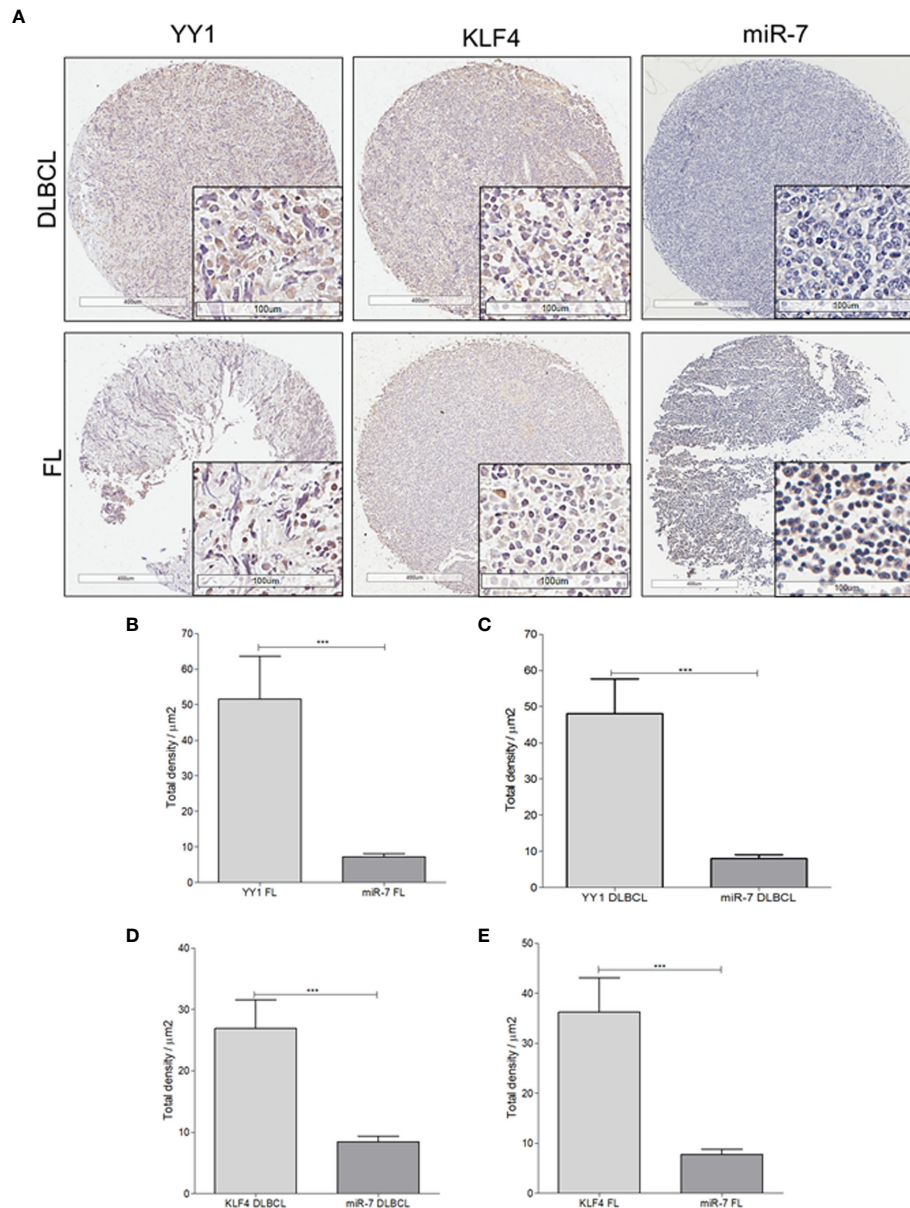 A
YY1
KLF4
miR-7
DLBCL
400um
100um
400um
100um
400um
100um
FL
400um
100um
400um
100um
400um
100um
B
70
60
50
40
30
20
10
0
Total density / μm2
***
YY1 FL
miR-7 FL
C
70
60
50
40
30
20
10
0
Total density / μm2
***
YY1 DLBCL
miR-7 DLBCL
D
40
30
20
10
0
Total density / μm2
***
KLF4 DLBCL
miR-7 DLBCL
E
50
40
30
20
10
0
Total density / μm2
***
KLF4 FL
miR-7 FL